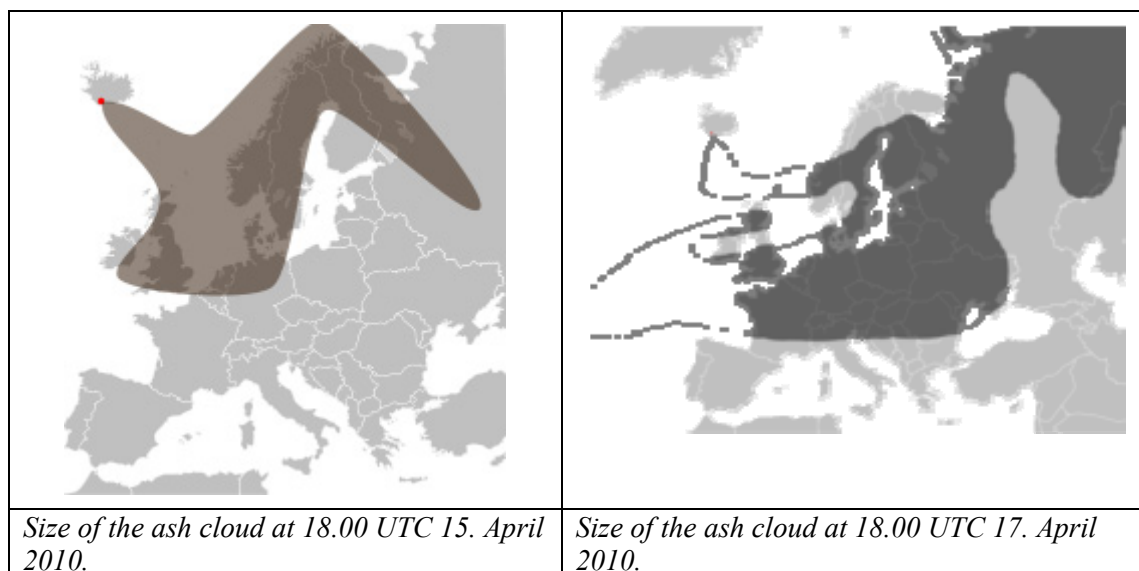 Size of the ash cloud at 18.00 UTC 15. April
2010.
Size of the ash cloud at 18.00 UTC 17. April
2010.